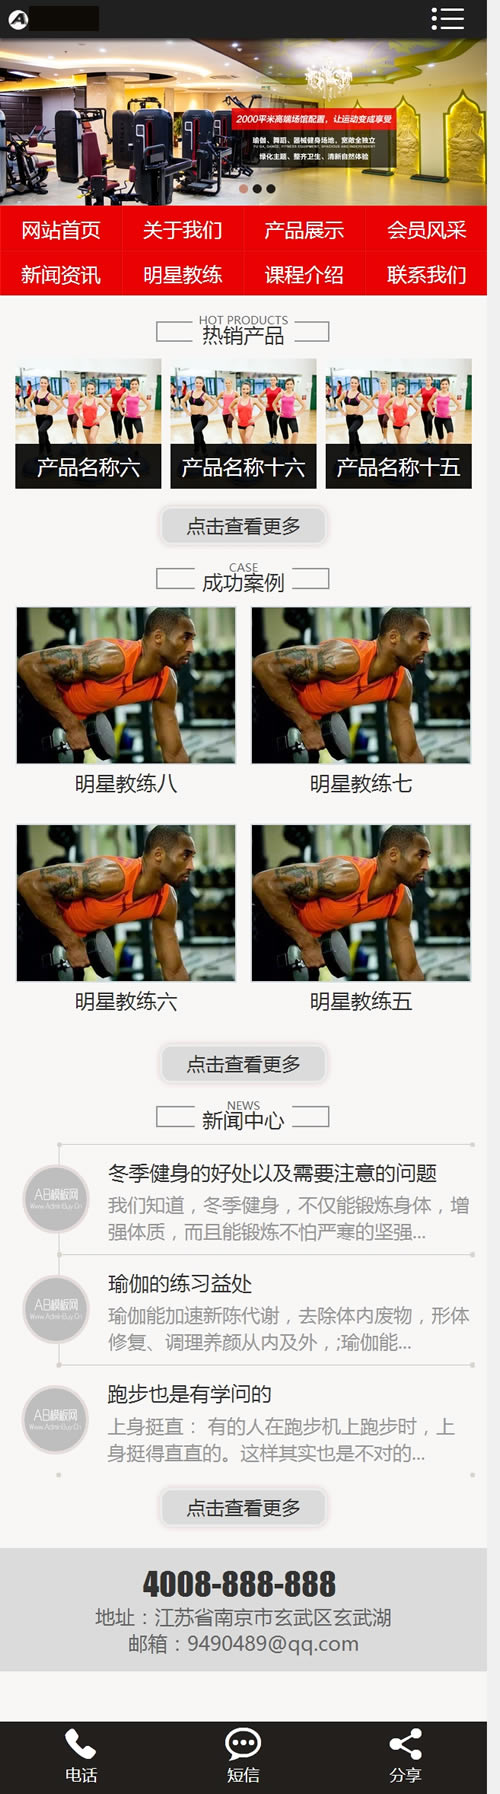 2000平米高端场馆配置，让运动变成享受
瑜伽、舞蹈、器械健身场地，宽敞全独立
绿化主题、整齐卫生、清新自然体验
网站首页 关于我们 产品展示 会员风采
新闻资讯 明星教练 课程介绍 联系我们
HOT PRODUCTS
热销产品
产品名称六 产品名称十六 产品名称十五
点击查看更多
CASE
成功案例
明星教练八 明星教练七
明星教练六 明星教练五
点击查看更多
NEWS
新闻中心
冬季健身的好处以及需要注意的问题
AB模板网
Www.AdminBuy.Cn
我们知道，冬季健身，不仅能锻炼身体，增
强体质，而且能锻炼不怕严寒的坚强...
瑜伽的练习益处
AB模板网
Www.AdminBuy.Cn
瑜伽能加速新陈代谢，去除体内废物，形体
修复、调理养颜从内及外，;瑜伽能...
跑步也是有学问的
AB模板网
Www.AdminBuy.Cn
上身挺直： 有的人在跑步机上跑步时，上
身挺得直直的。这样其实也是不对的...
点击查看更多
4008-888-888
地址：江苏省南京市玄武区玄武湖
邮箱：9490489@qq.com
电话 短信 分享